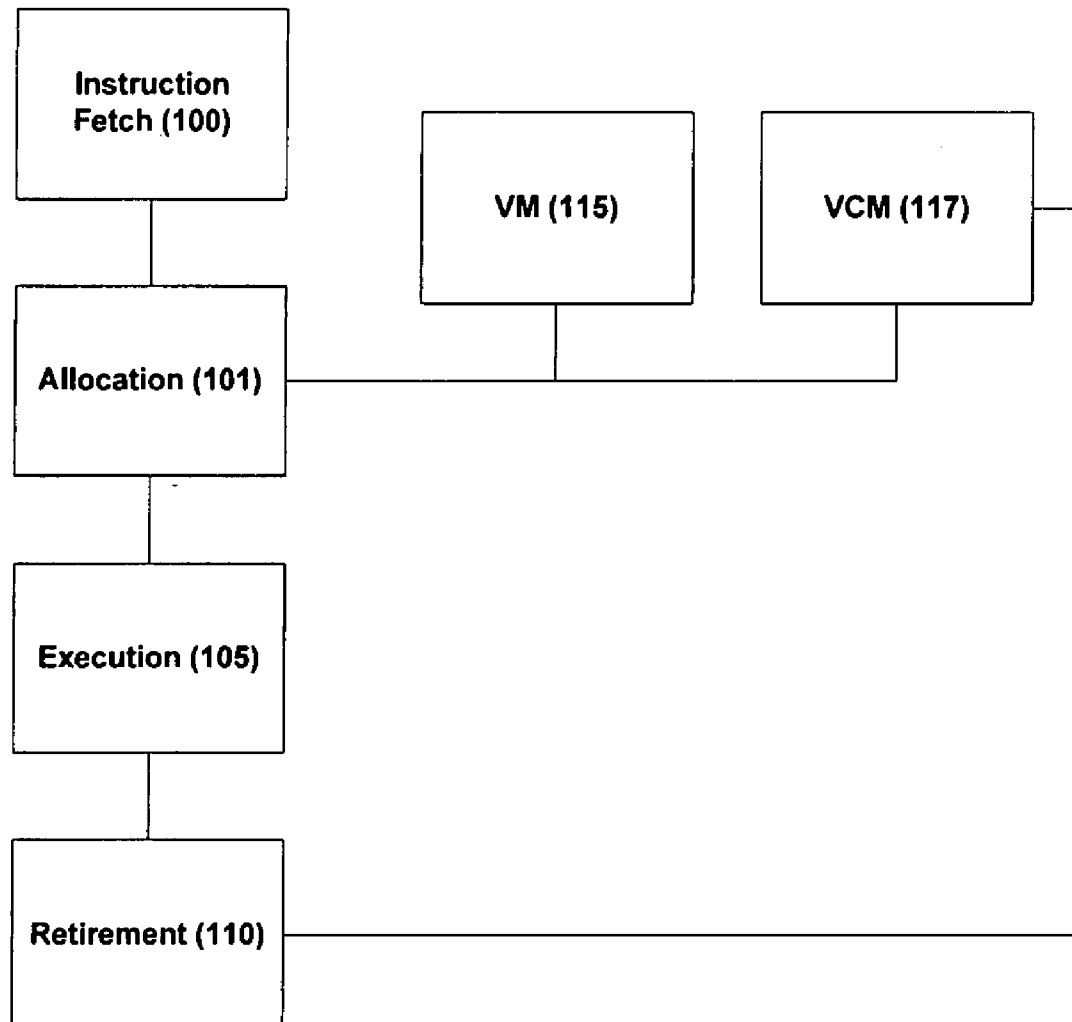 Instruction
Fetch (100)
VM (115)
VCM (117)
Allocation (101)
Execution (105)
Retirement (110)